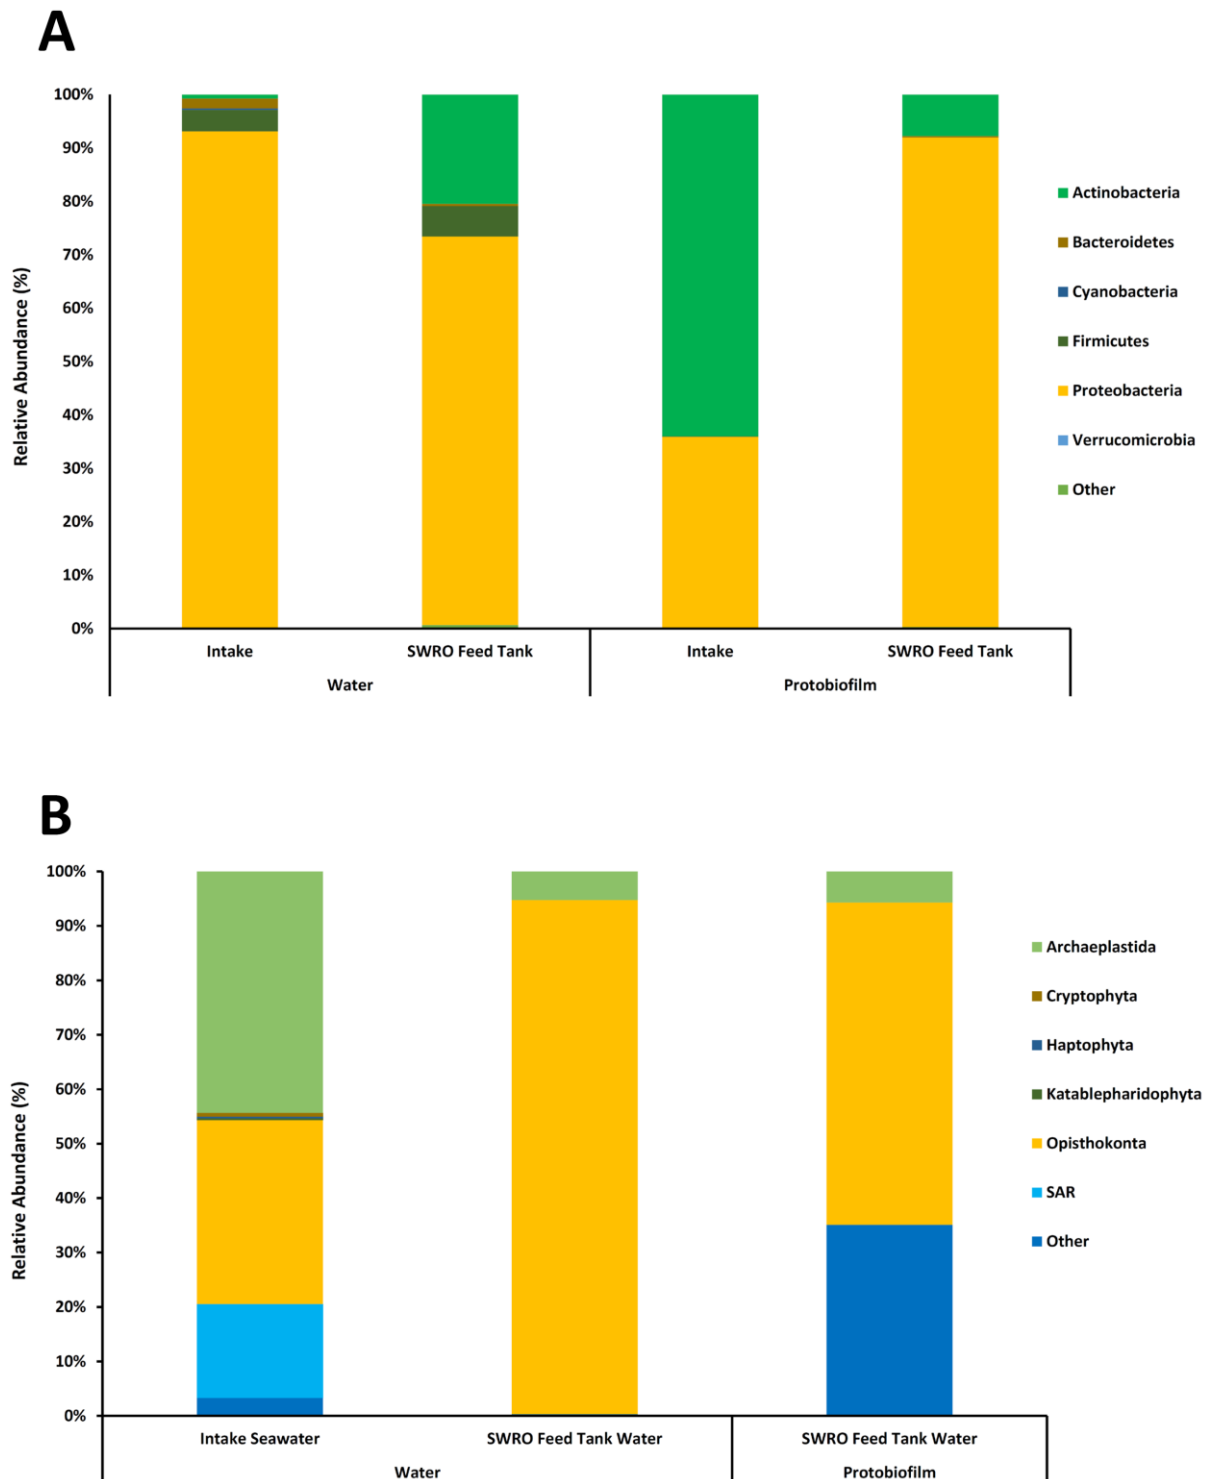 A
100%
90%
80%
70%
60%
50%
40%
30%
20%
10%
0%
Relative Abundance (%)
Intake
SWRO Feed Tank
Intake
SWRO Feed Tank
Water
Protobiofilm
Actinobacteria
Bacteroidetes
Cyanobacteria
Firmicutes
Proteobacteria
Verrucomicrobia
Other
B
100%
90%
80%
70%
60%
50%
40%
30%
20%
10%
0%
Relative Abundance (%)
Intake Seawater
SWRO Feed Tank Water
SWRO Feed Tank Water
Water
Protobiofilm
Archaeplastida
Cryptophyta
Haptophyta
Katablepharidophyta
Opisthokonta
SAR
Other